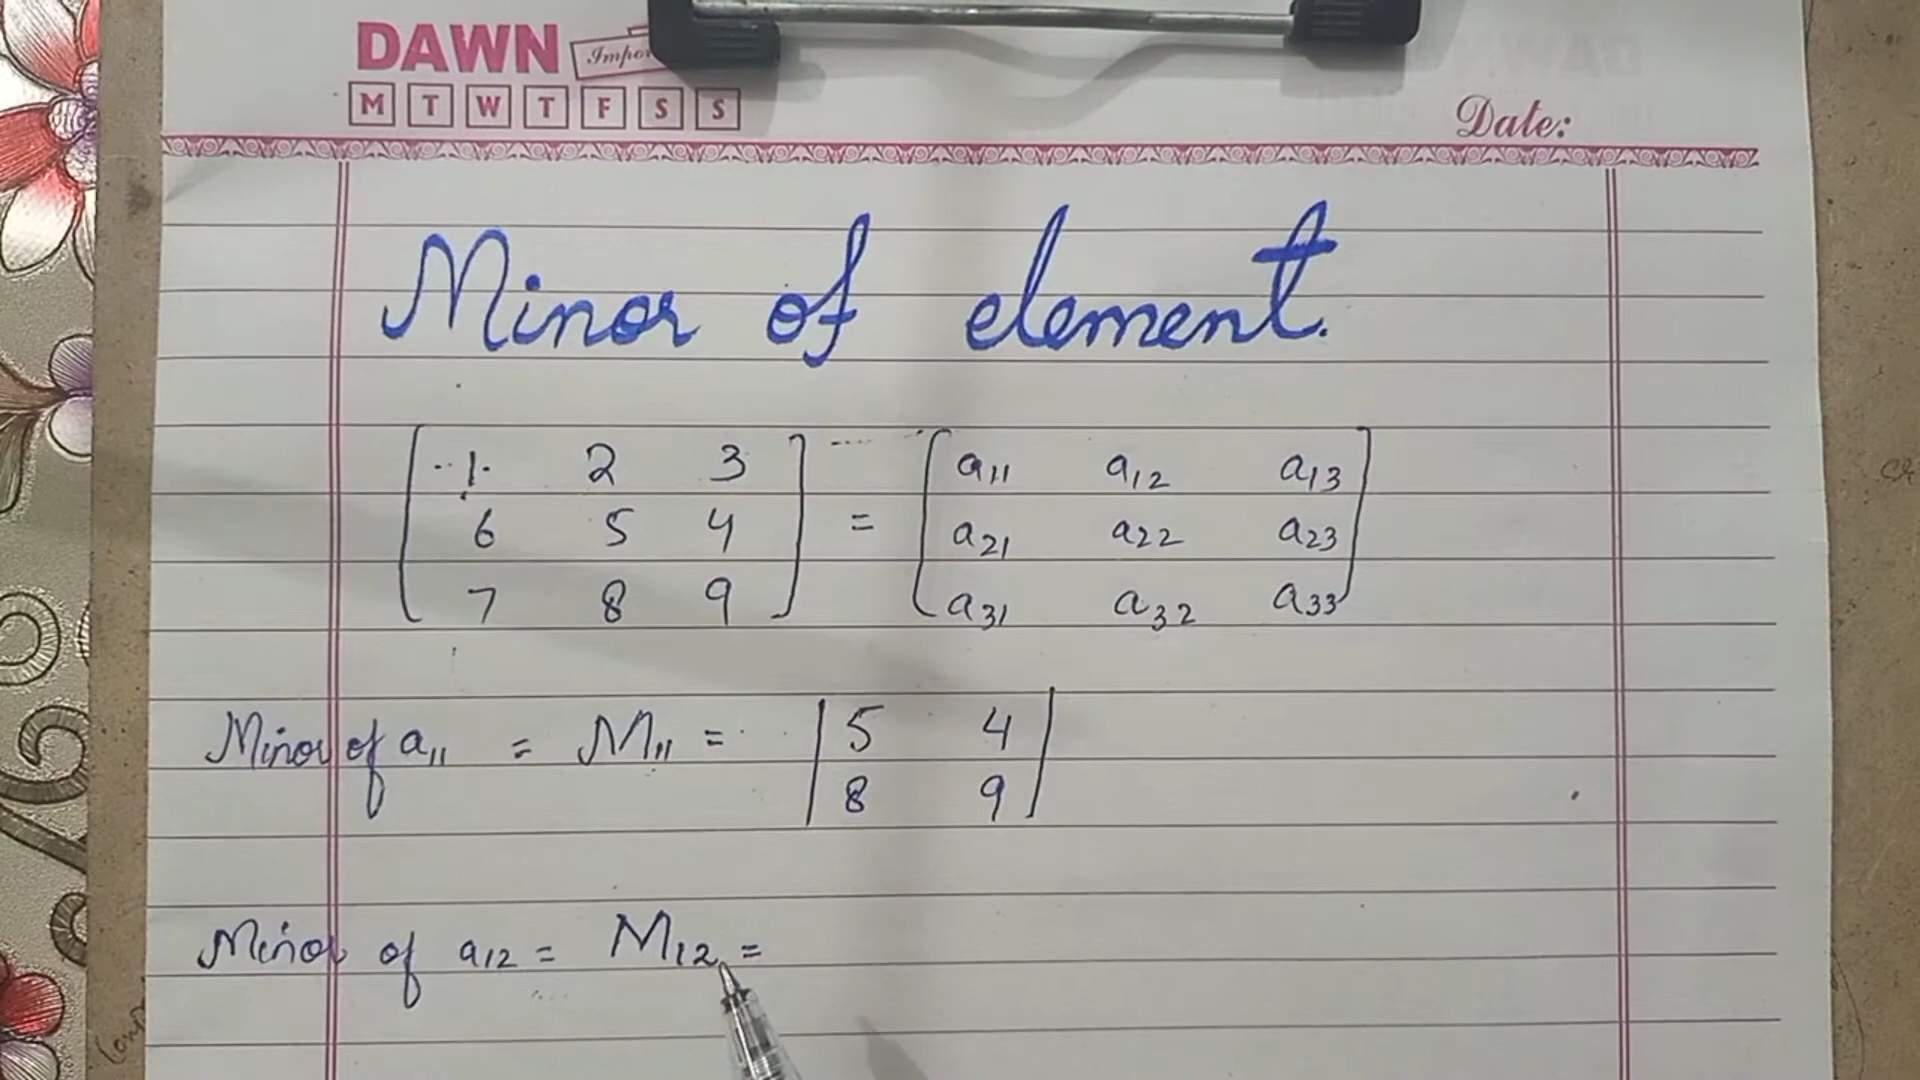 DAWN
M T W T F S S
Date:
Minor of element.
1 2 3 = a11 a12 a13
6 5 4 a21 a22 a23
7 8 9 a31 a32 a33
Minor of a11 = M11 = | 5 4 |
8 9
Minor of a12 = M12 =